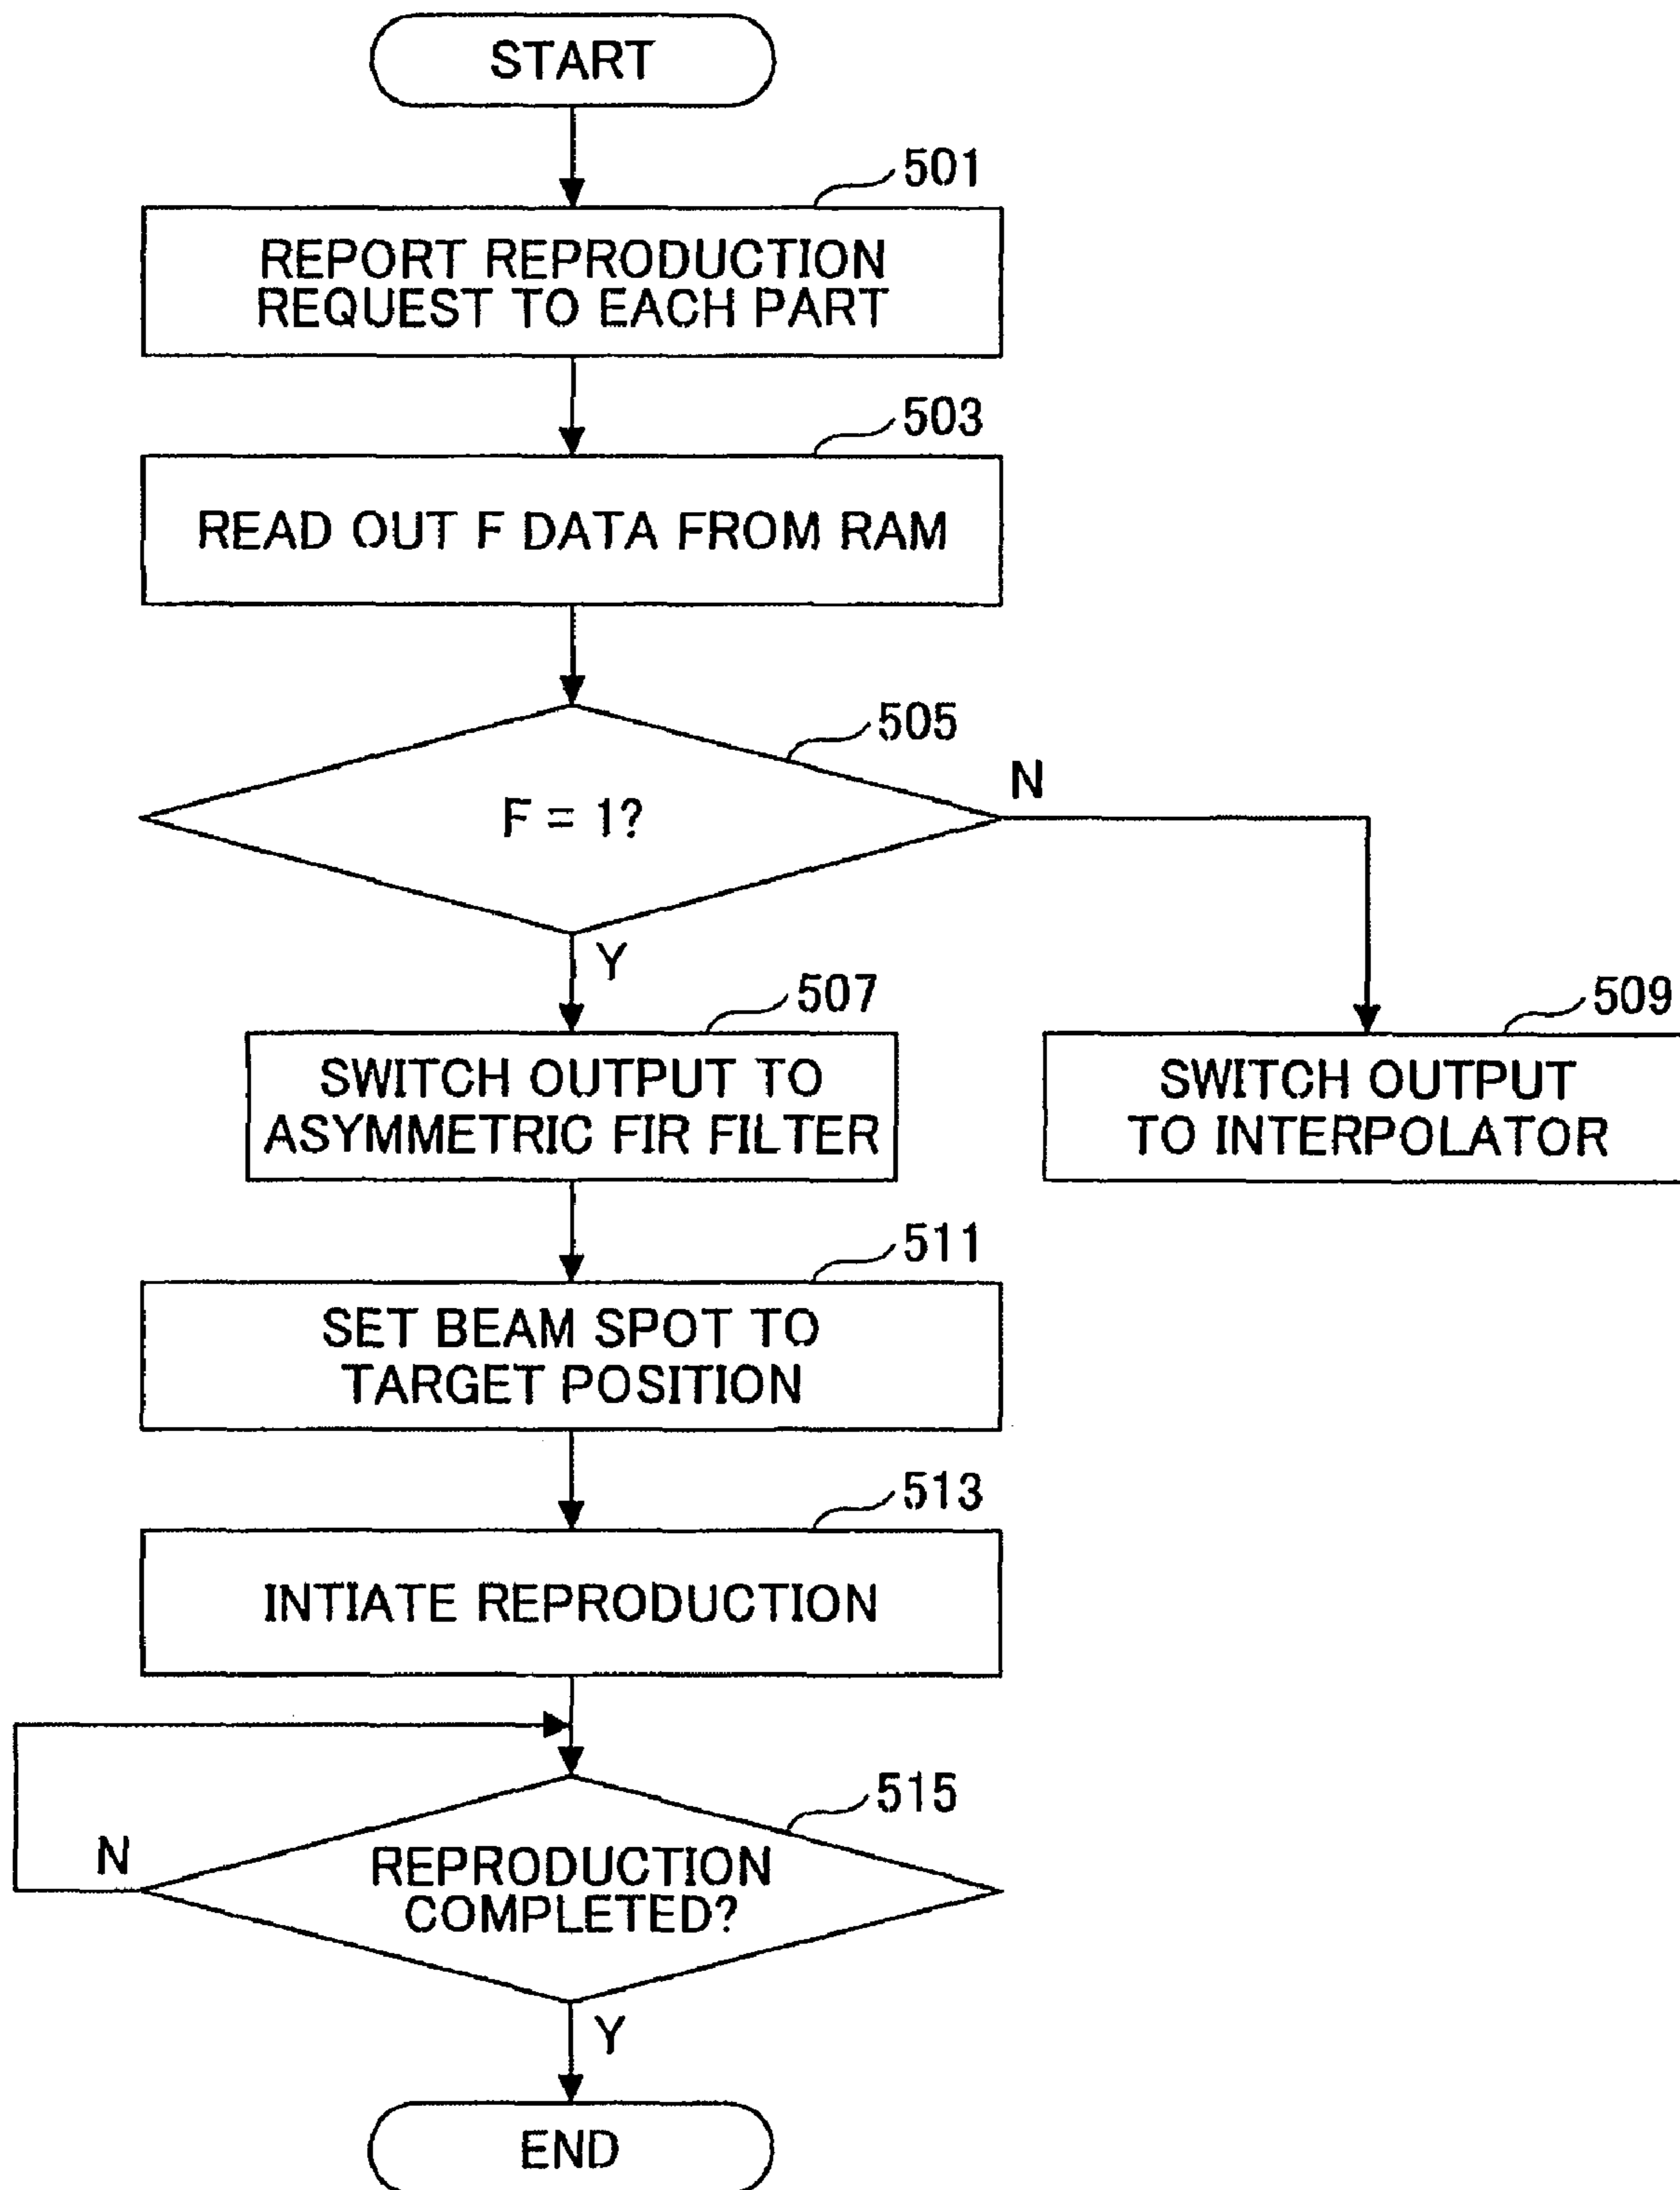 START
501
REPORT REPRODUCTION
REQUEST TO EACH PART
503
READ OUT F DATA FROM RAM
505
F = 1?
N
Y
507
SWITCH OUTPUT TO
ASYMMETRIC FIR FILTER
509
SWITCH OUTPUT
TO INTERPOLATOR
511
SET BEAM SPOT TO
TARGET POSITION
513
INTIATE REPRODUCTION
515
REPRODUCTION
COMPLETED?
N
Y
END